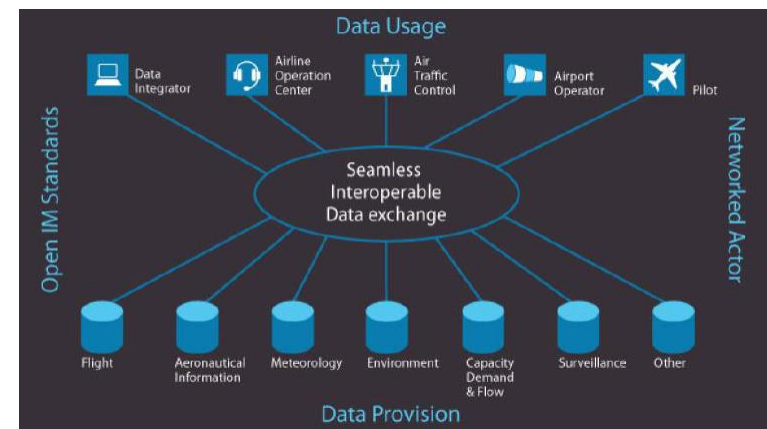 Data Usage
Data
Integrator
Airline
Operation
Center
Air
Traffic
Control
Airport
Operator
Pilot
Open IM Standards
Seamless
Interoperable
Data exchange
Networked Actor
Flight
Aeronautical
Information
Meteorology
Environment
Capacity
Demand
& Flow
Surveillance
Other
Data Provision